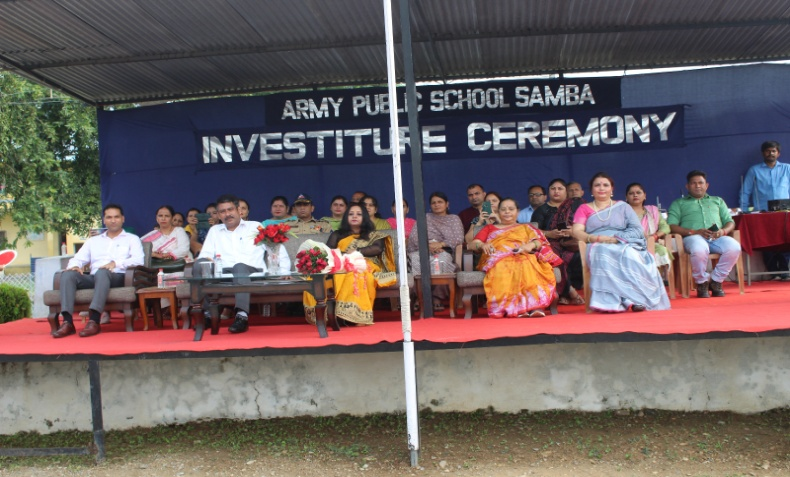 ARMY PUBLIC SCHOOL SAMBA
INVESTITURE CEREMONY